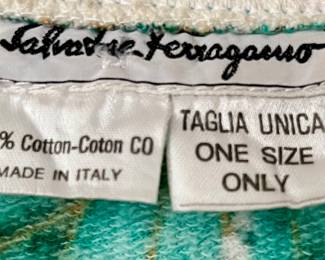 Salvatore Ferragamo
% Cotton-Coton CO
MADE IN ITALY
TAGLIA UNICA
ONE SIZE
ONLY